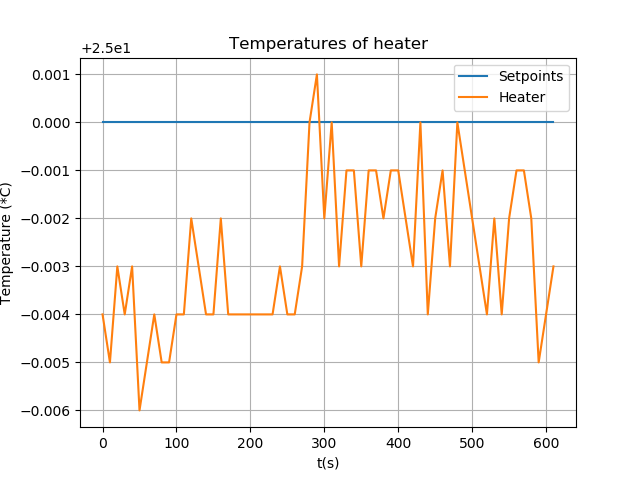 Temperatures of heater
+2.5e1
Setpoints
Heater
0.001
0.000
−0.001
−0.002
−0.003
−0.004
−0.005
−0.006
Temperature (*C)
0 100 200 300 400 500 600
t(s)